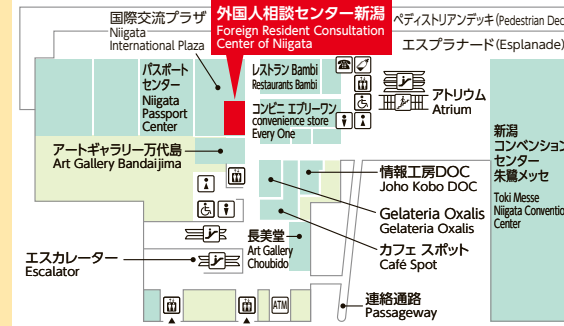 国際交流プラザ
Niigata
International Plaza
外国人相談センター新潟
Foreign Resident Consultation
Center of Niigata
ペディストリアンデッキ(Pedestrian Dec
エスプラナード(Esplanade)
パスポート
センター
Niigata
Passport
Center
レストラン Bambi
Restaurants Bambi
コンビニ エブリーワン
convenience store
Every One
アトリウム
Atrium
新潟
コンベンション
センター
朱鷺メッセ
Toki Messe
Niigata Conventio
Center
アートギャラリー万代島
Art Gallery Bandaijima
情報工房DOC
Joho Kobo DOC
Gelateria Oxalis
Gelateria Oxalis
カフェ スポット
Café Spot
長美堂
Art Gallery
Choubido
エスカレーター
Escalator
連絡通路
Passageway
ATM